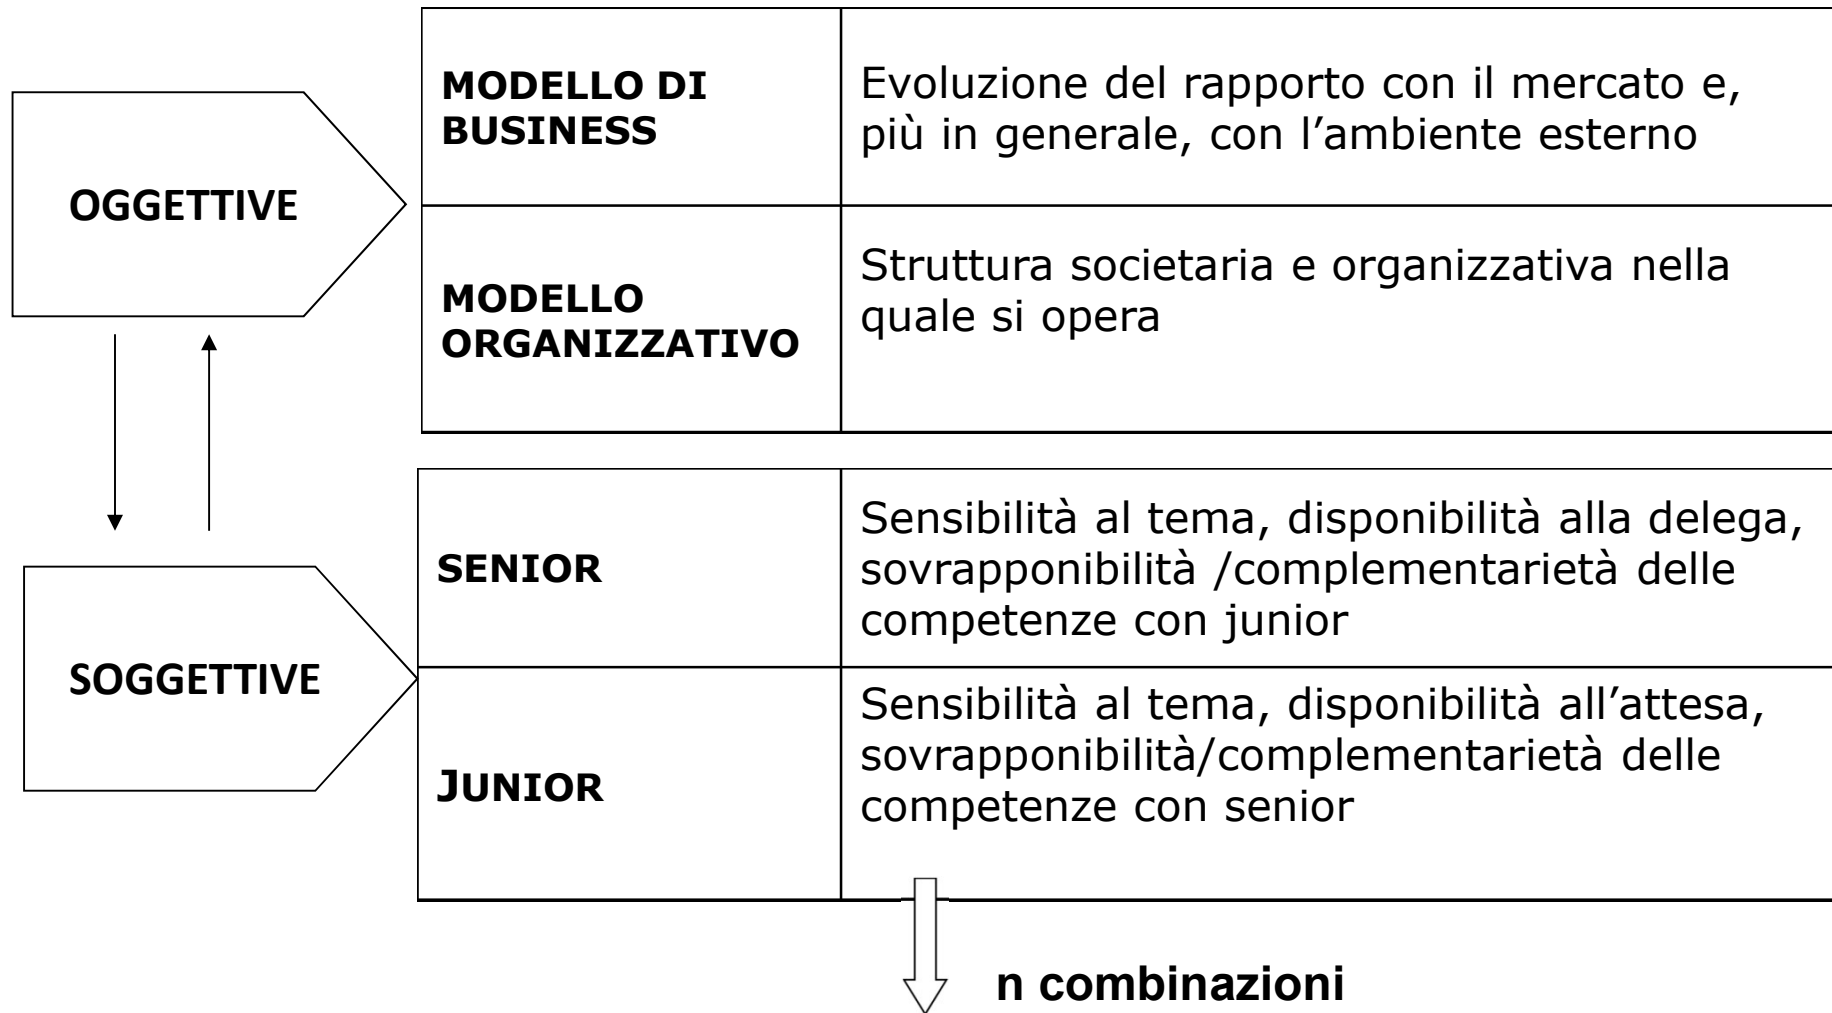 OGGETTIVE
MODELLO DI
BUSINESS
Evoluzione del rapporto con il mercato e,
più in generale, con l’ambiente esterno
MODELLO
ORGANIZZATIVO
Struttura societaria e organizzativa nella
quale si opera
SOGGETTIVE
SENIOR
Sensibilità al tema, disponibilità alla delega,
sovrapponibilità /complementarietà delle
competenze con junior
JUNIOR
Sensibilità al tema, disponibilità all’attesa,
sovrapponibilità/complementarietà delle
competenze con senior
n combinazioni